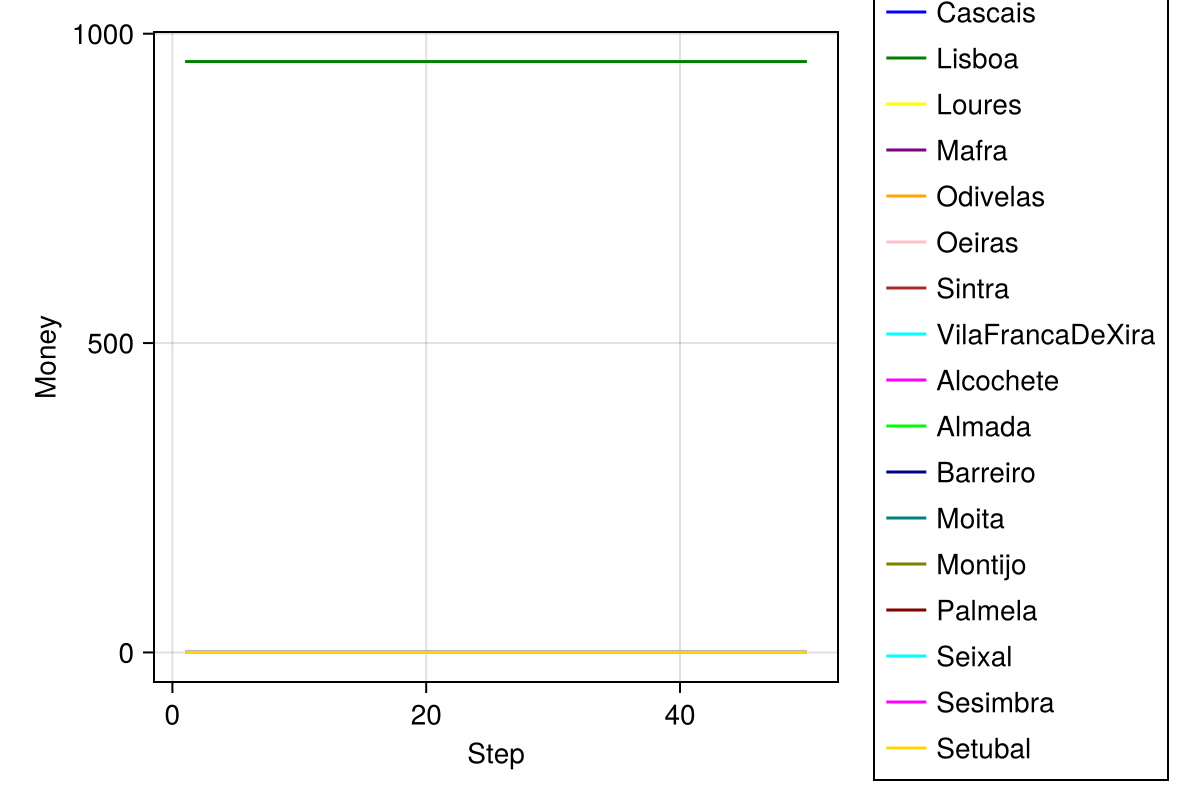 1000
500
0
Money
0
20
40
Step
Cascais
Lisboa
Loures
Mafra
Odivelas
Oeiras
Sintra
VilaFrancaDeXira
Alcochete
Almada
Barreiro
Moita
Montijo
Palmela
Seixal
Sesimbra
Setubal